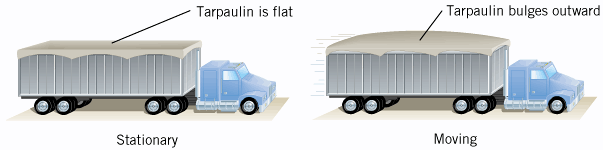 Tarpaulin is flat
Tarpaulin bulges outward
Stationary
Moving